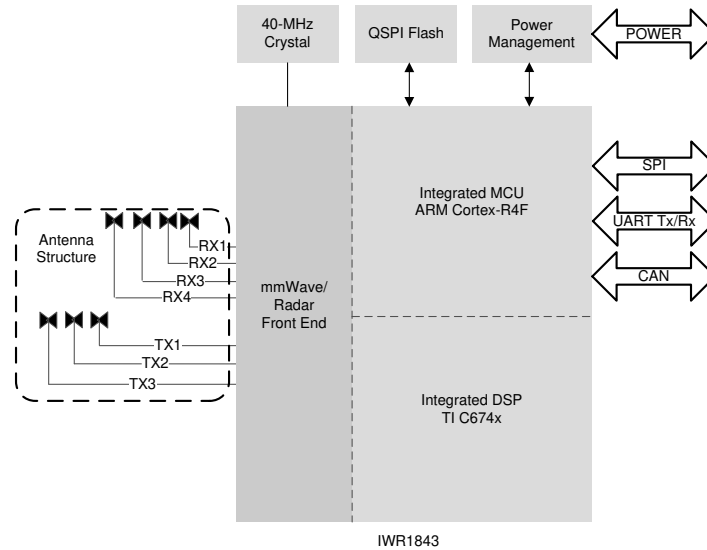 40-MHz
Crystal
QSPI Flash
Power
Management
POWER
Integrated MCU
ARM Cortex-R4F
SPI
UART Tx/Rx
CAN
Antenna
Structure
RX1
RX2
RX3
RX4
mmWave/
Radar
Front End
TX1
TX2
TX3
Integrated DSP
TI C674x
IWR1843